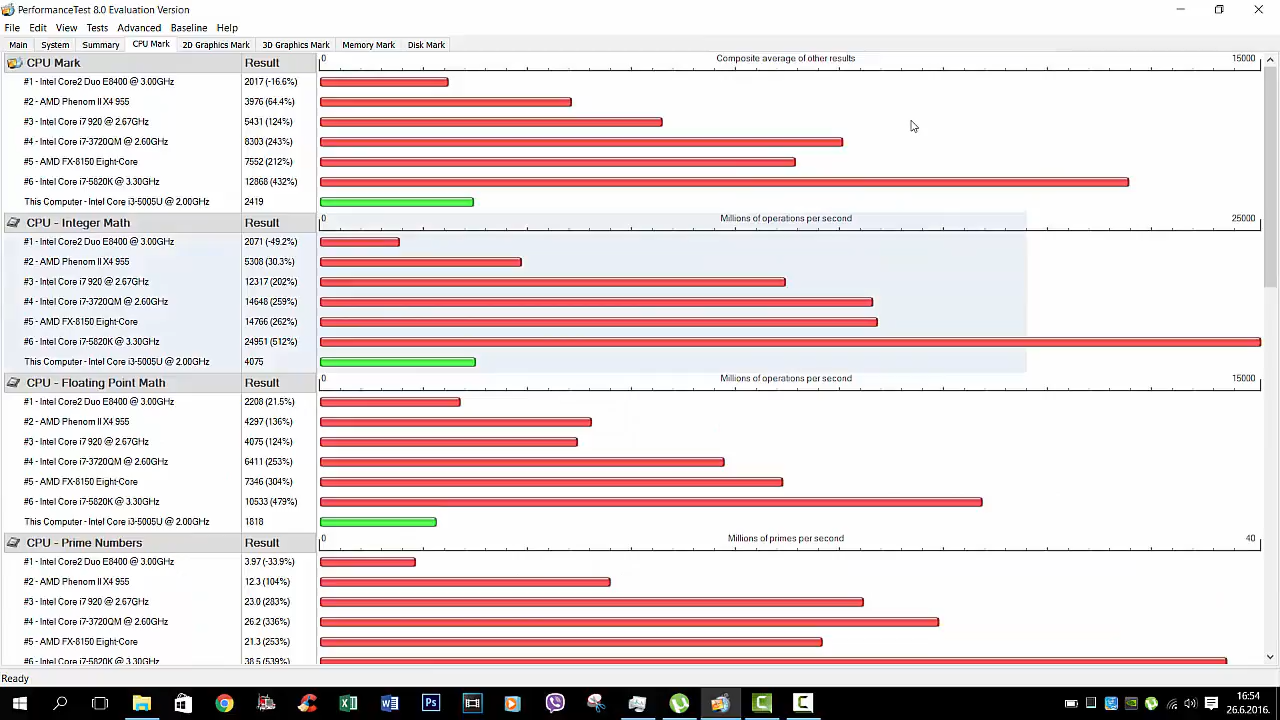 PerformanceTest 8.0 Evaluation Version
File Edit View Tests Advanced Baseline Help
Main System Summary CPU Mark 2D Graphics Mark 3D Graphics Mark Memory Mark Disk Mark
CPU Mark Result 0 Composite average of other results 15000
#1 - Intel Core2 Duo E8400 @ 3.00GHz 2017 (-16.6%)
#2 - AMD Phenom II X4 955 3976 (64.4%)
#3 - Intel Core i7 920 @ 2.67GHz 5431 (124%)
#4 - Intel Core i7-3720QM @ 2.60GHz 8303 (243%)
#5 - AMD FX-8150 Eight-Core 7552 (212%)
#6 - Intel Core i7-5820K @ 3.30GHz 12868 (432%)
This Computer - Intel Core i3-5005U @ 2.00GHz 2419
CPU - Integer Math Result 0 Millions of operations per second 25000
#1 - Intel Core2 Duo E8400 @ 3.00GHz 2071 (-49.2%)
#2 - AMD Phenom II X4 955 5308 (30.3%)
#3 - Intel Core i7 920 @ 2.67GHz 12317 (202%)
#4 - Intel Core i7-3720QM @ 2.60GHz 14648 (259%)
#5 - AMD FX-8150 Eight-Core 14766 (262%)
#6 - Intel Core i7-5820K @ 3.30GHz 24951 (512%)
This Computer - Intel Core i3-5005U @ 2.00GHz 4075
CPU - Floating Point Math Result 0 Millions of operations per second 15000
#1 - Intel Core2 Duo E8400 @ 3.00GHz 2208 (21.5%)
#2 - AMD Phenom II X4 955 4297 (136%)
#3 - Intel Core i7 920 @ 2.67GHz 4075 (124%)
#4 - Intel Core i7-3720QM @ 2.60GHz 6411 (253%)
#5 - AMD FX-8150 Eight-Core 7346 (304%)
#6 - Intel Core i7-5820K @ 3.30GHz 10533 (479%)
This Computer - Intel Core i3-5005U @ 2.00GHz 1818
CPU - Prime Numbers Result 0 Millions of primes per second 40
#1 - Intel Core2 Duo E8400 @ 3.00GHz 3.97 (-33.9%)
#2 - AMD Phenom II X4 955 12.3 (104%)
#3 - Intel Core i7 920 @ 2.67GHz 23.0 (283%)
#4 - Intel Core i7-3720QM @ 2.60GHz 26.2 (336%)
#5 - AMD FX-8150 Eight-Core 21.3 (253%)
#6 - Intel Core i7-5820K @ 3.30GHz 38.5 (539%)
Ready
16:54
26.6.2016.